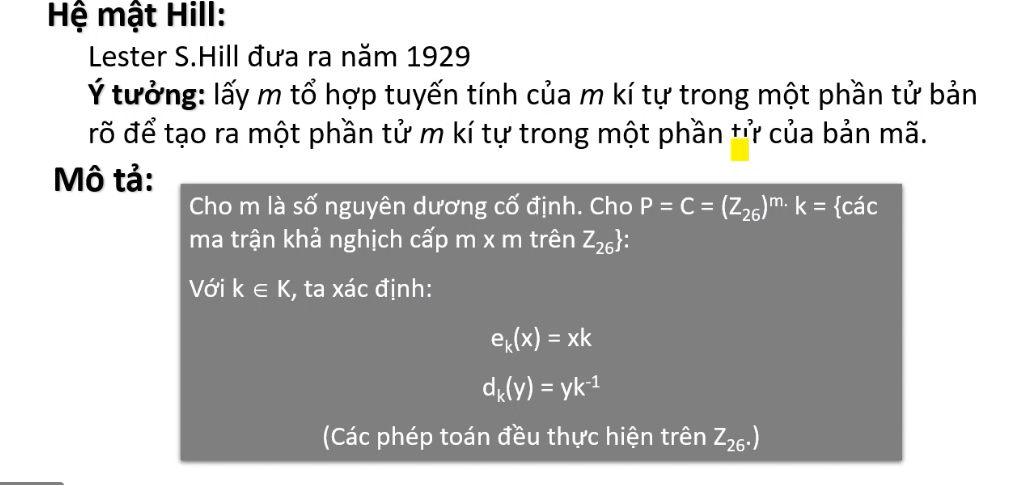 Hệ mật Hill:
Lester S.Hill đưa ra năm 1929
Ý tưởng: lấy m tổ hợp tuyến tính của m kí tự trong một phần tử bản
rõ để tạo ra một phần tử m kí tự trong một phần tử của bản mã.
Mô tả:
Cho m là số nguyên dương cố định. Cho P = C = (Z₂₆)ᵐ· k = {các
ma trận khả nghịch cấp m x m trên Z₂₆}:
Với k ∈ K, ta xác định:
eₖ(x) = xk
dₖ(y) = yk⁻¹
(Các phép toán đều thực hiện trên Z₂₆.)